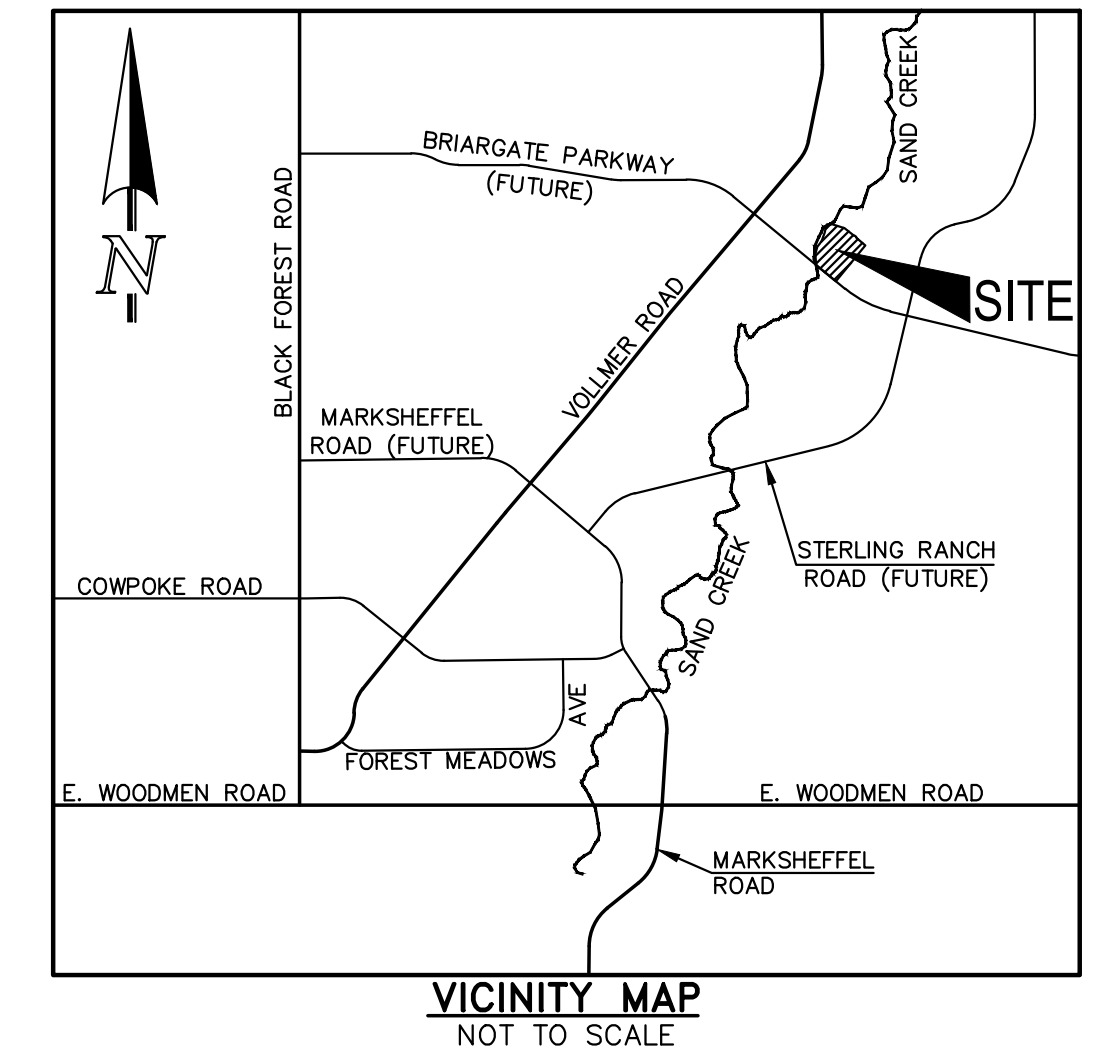 SAND CREEK
BRIARGATE PARKWAY
(FUTURE)
BLACK FOREST ROAD
N
SITE
VOLLMER ROAD
MARKSHEFFEL
ROAD (FUTURE)
STERLING RANCH
ROAD (FUTURE)
SAND CREEK
COWPOKE ROAD
AVE
FOREST MEADOWS
E. WOODMEN ROAD
E. WOODMEN ROAD
MARKSHEFFEL
ROAD
VICINITY MAP
NOT TO SCALE